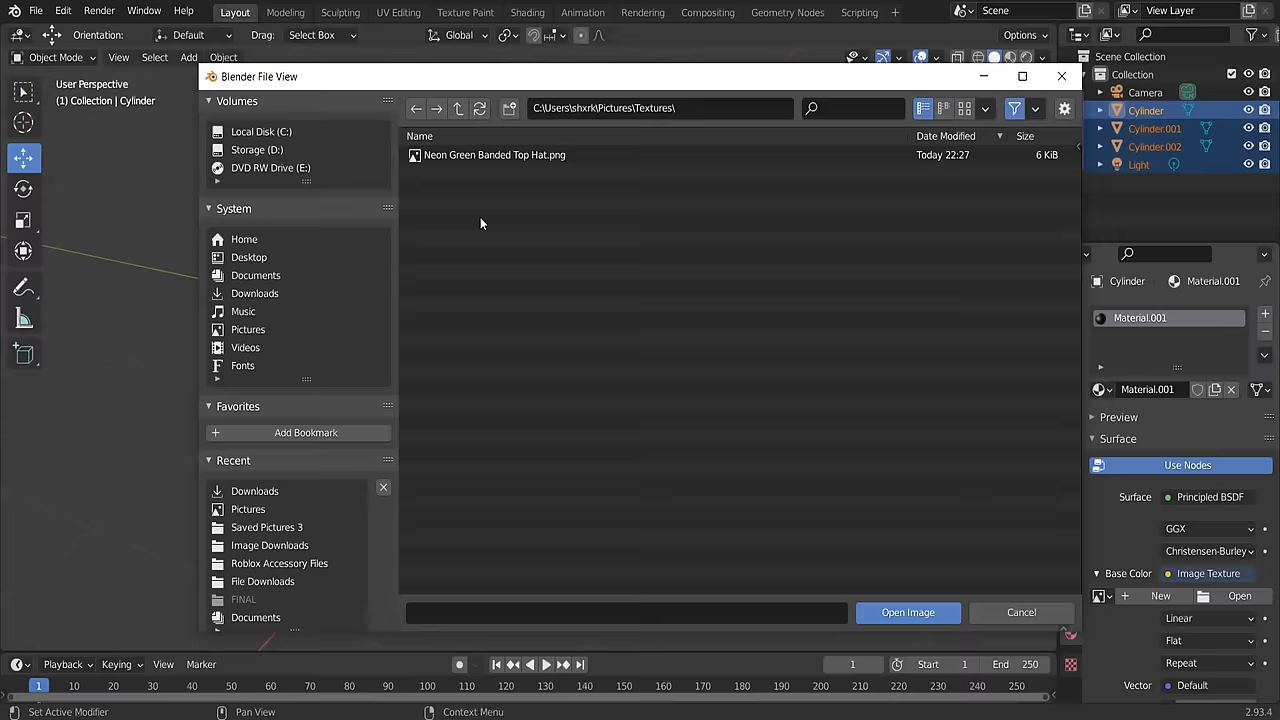 File Edit Render Window Help Layout Modeling Sculpting UV Editing Texture Paint Shading Animation Rendering Compositing Geometry Nodes Scripting + Scene View Layer
Orientation: Default Drag: Select Box Global Options
Object Mode View Select Add Object
User Perspective
(1) Collection | Cylinder
Blender File View
Volumes
Local Disk (C:)
Storage (D:)
DVD RW Drive (E:)
System
Home
Desktop
Documents
Downloads
Music
Pictures
Videos
Fonts
Favorites
Add Bookmark
Recent
Downloads
Pictures
Saved Pictures 3
Image Downloads
Roblox Accessory Files
File Downloads
FINAL
Documents
C:\Users\shxrk\Pictures\Textures\
Name Date Modified Size
Neon Green Banded Top Hat.png Today 22:27 6 KiB
Open Image Cancel
Scene Collection
Collection
Camera
Cylinder
Cylinder.001
Cylinder.002
Light
Cylinder Material.001
Material.001
Material.001
Preview
Surface
Use Nodes
Surface Principled BSDF
GGX
Christensen-Burley
Base Color Image Texture
New Open
Linear
Flat
Repeat
Vector Default
Playback Keying View Marker 1 Start 1 End 250
1 10 20 30 40 50 60 70 80 90 100 110 120 130 140 150 160 170 180 190 200 210 220 230 240 250
Set Active Modifier Pan View Context Menu 2.93.4